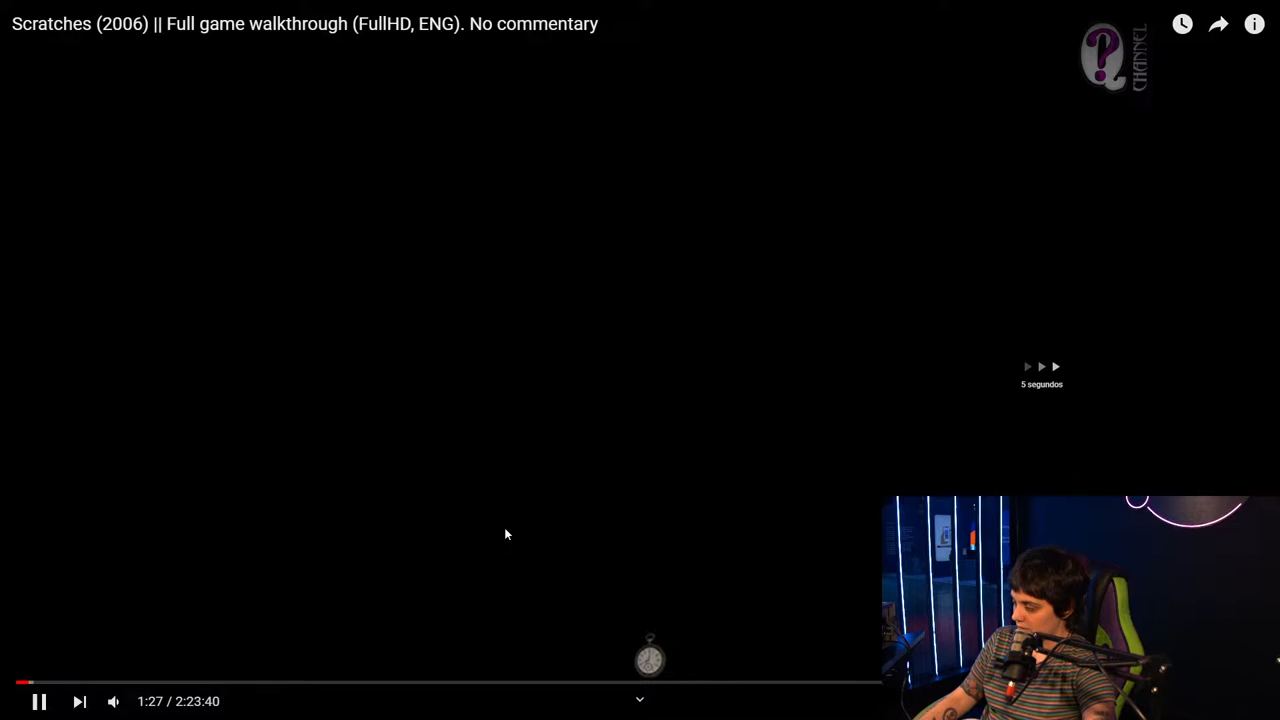 Scratches (2006) || Full game walkthrough (FullHD, ENG). No commentary
? CHANNEL
5 segundos
1:27 / 2:23:40